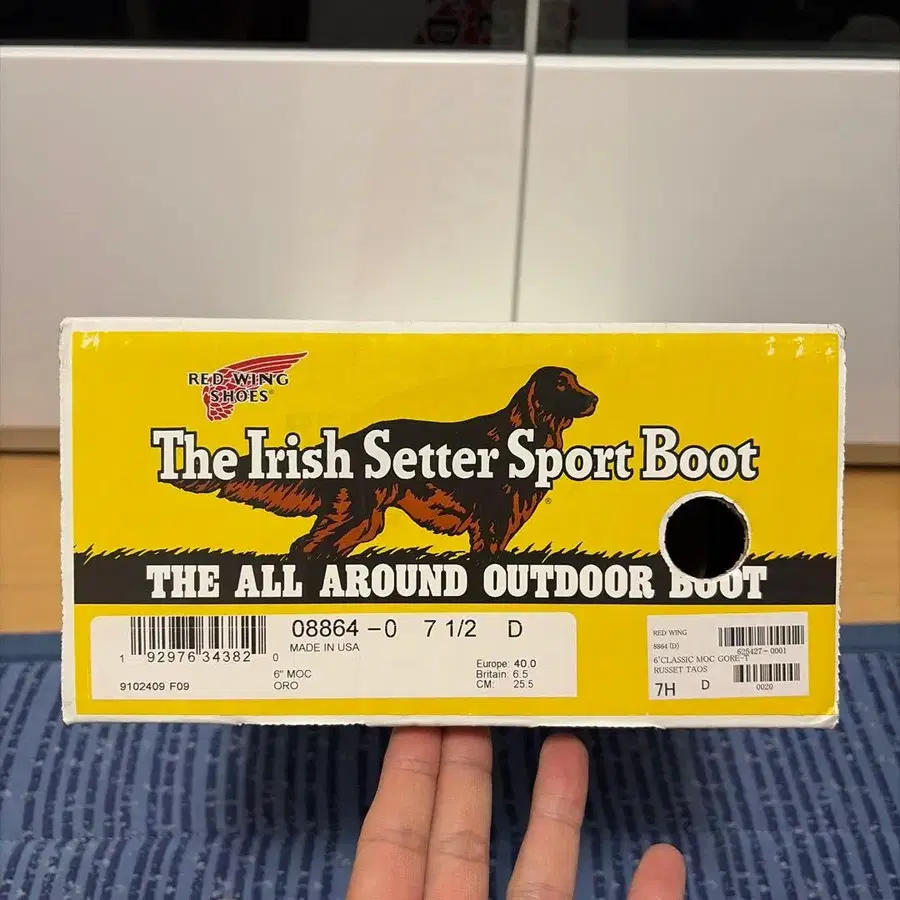 RED WING
SHOES®
The Irish Setter Sport Boot
®
THE ALL AROUND OUTDOOR BOOT
08864-0 7 1/2 D
MADE IN USA
1 92976 34382 0
6" MOC
ORO
Europe: 40.0
Britain: 6.5
CM: 25.5
9102409 F09
RED WING
8864 (D)
625427-0001
6'CLASSIC MOC GORE-T
RUSSET TAOS
7H D
0020